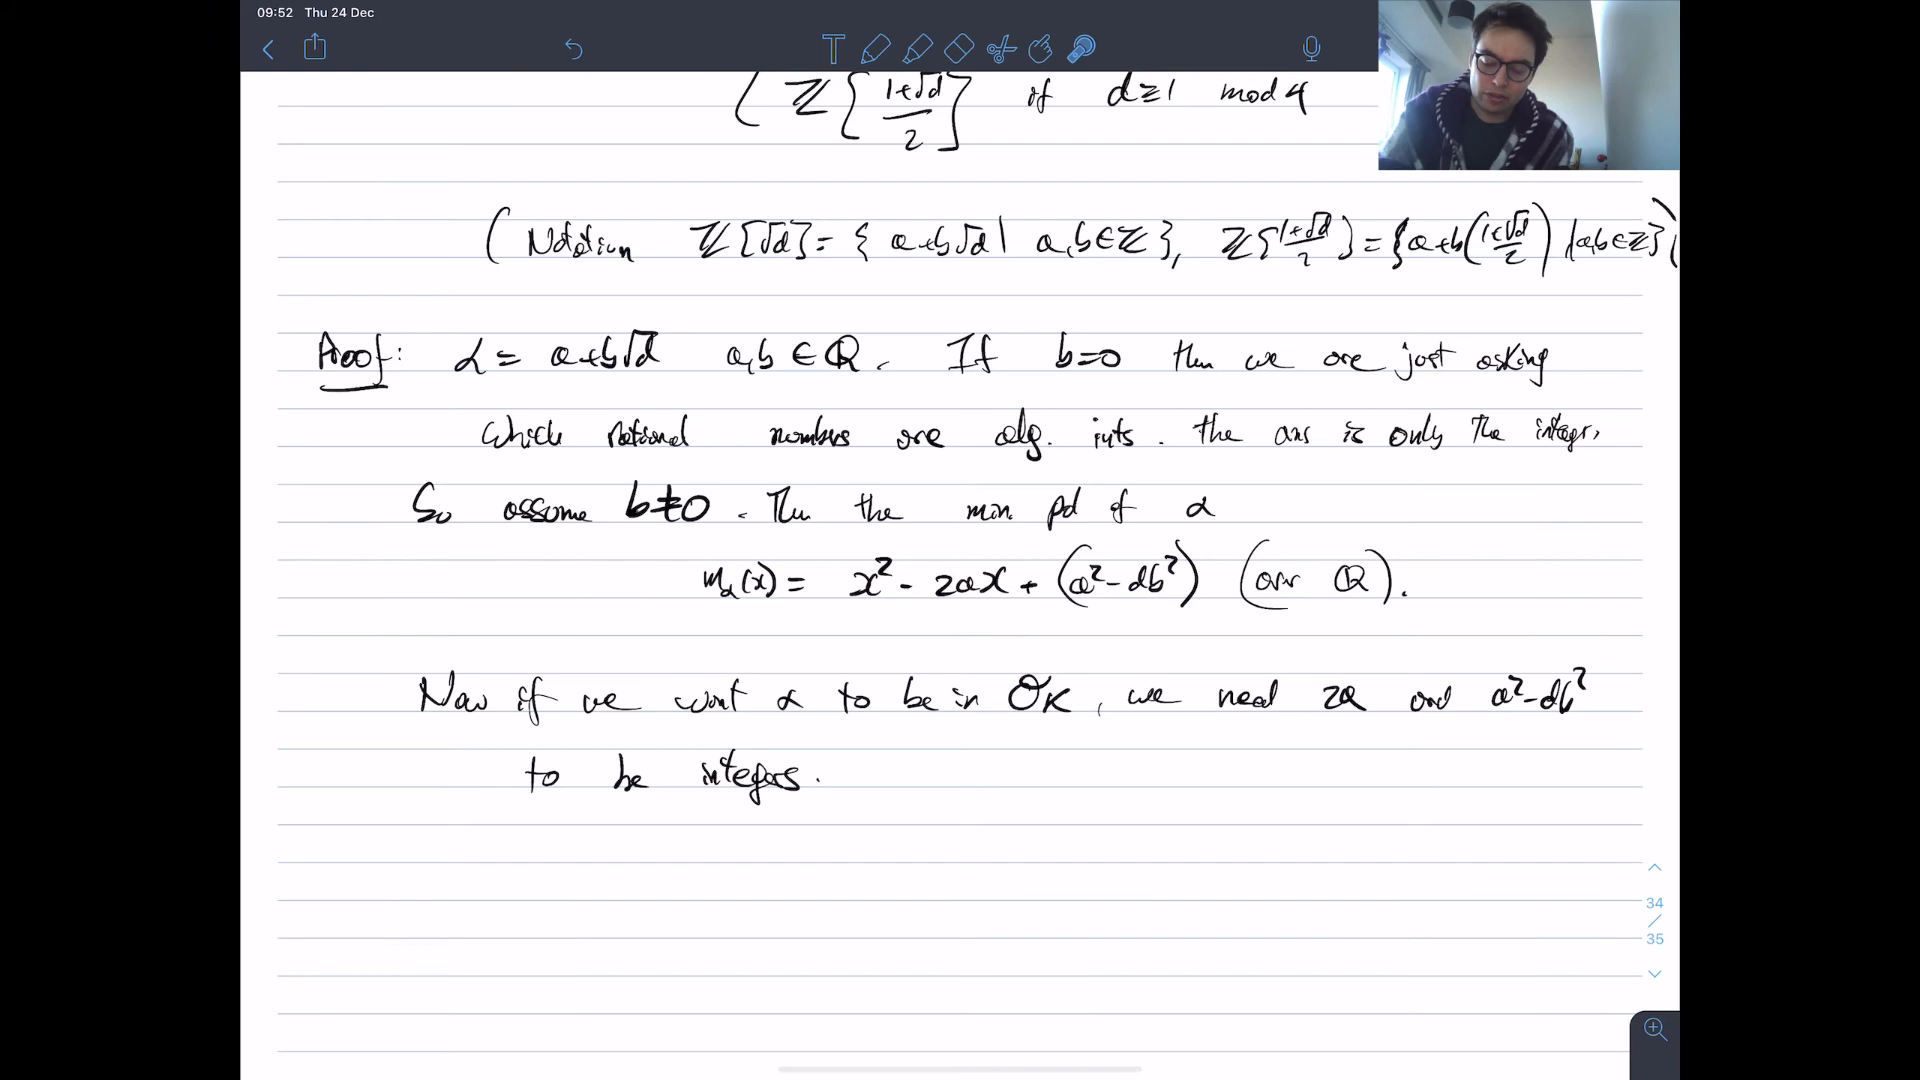 09:52 Thu 24 Dec
T
ℤ[(1+√d)/2] if d≡1 mod 4
(Notation ℤ[√d] = {a+b√d | a,b∈ℤ}, ℤ[(1+√d)/2] = {a+b((1+√d)/2) | a,b∈ℤ})
Proof: α = a+b√d a,b ∈ ℚ. If b=0 then we are just asking
which rational numbers are alg. ints. the ans is only the integers
So assume b≠0. Then the min. pol of α
m_α(x) = x² - 2ax + (a² - db²) (over ℚ).
Now if we want α to be in O_K, we need 2a and a²-db²
to be integers.
34
/
35